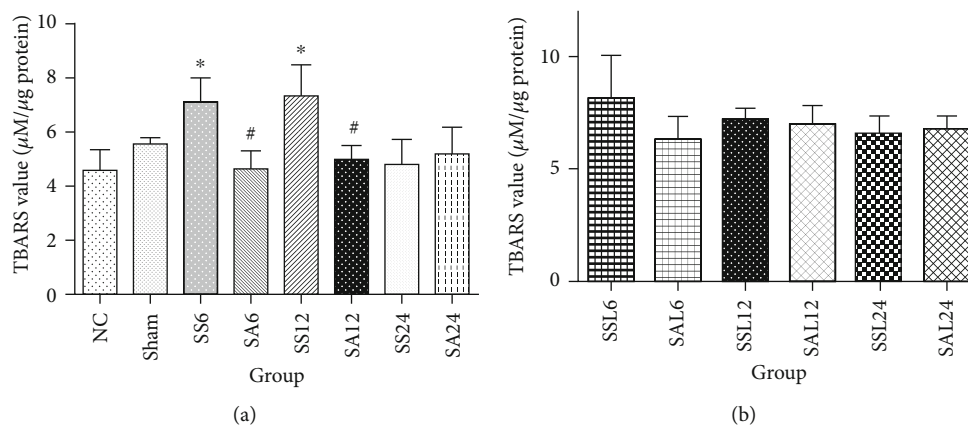 10
8
6
4
2
0
TBARS value (μM/μg protein)
*
#
*
#
NC
Sham
SS6
SA6
SS12
SA12
SS24
SA24
Group
(a)
10
5
0
TBARS value (μM/μg protein)
SSL6
SAL6
SSL12
SAL12
SSL24
SAL24
Group
(b)